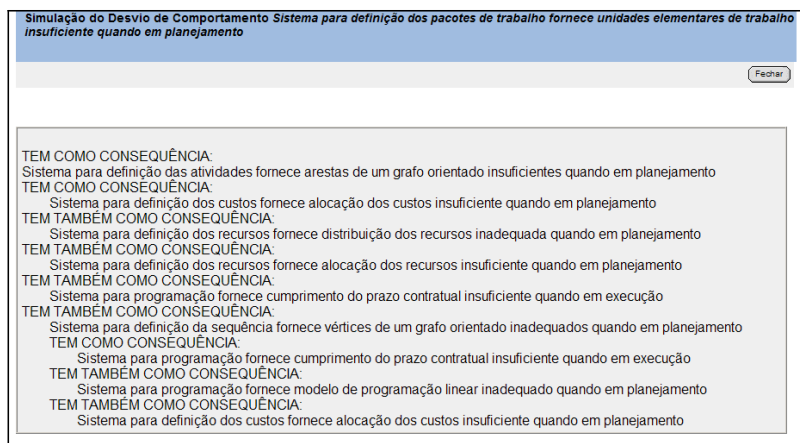 Simulação do Desvio de Comportamento Sistema para definição dos pacotes de trabalho fornece unidades elementares de trabalho
insuficiente quando em planejamento
Fechar
TEM COMO CONSEQUÊNCIA:
Sistema para definição das atividades fornece arestas de um grafo orientado insuficientes quando em planejamento
TEM COMO CONSEQUÊNCIA:
Sistema para definição dos custos fornece alocação dos custos insuficiente quando em planejamento
TEM TAMBÉM COMO CONSEQUÊNCIA:
Sistema para definição dos recursos fornece distribuição dos recursos inadequada quando em planejamento
TEM TAMBÉM COMO CONSEQUÊNCIA:
Sistema para definição dos recursos fornece alocação dos recursos insuficiente quando em planejamento
TEM TAMBÉM COMO CONSEQUÊNCIA:
Sistema para programação fornece cumprimento do prazo contratual insuficiente quando em execução
TEM TAMBÉM COMO CONSEQUÊNCIA:
Sistema para definição da sequência fornece vértices de um grafo orientado inadequados quando em planejamento
TEM COMO CONSEQUÊNCIA:
Sistema para programação fornece cumprimento do prazo contratual insuficiente quando em execução
TEM TAMBÉM COMO CONSEQUÊNCIA:
Sistema para programação fornece modelo de programação linear inadequado quando em planejamento
TEM TAMBÉM COMO CONSEQUÊNCIA:
Sistema para definição dos custos fornece alocação dos custos insuficiente quando em planejamento